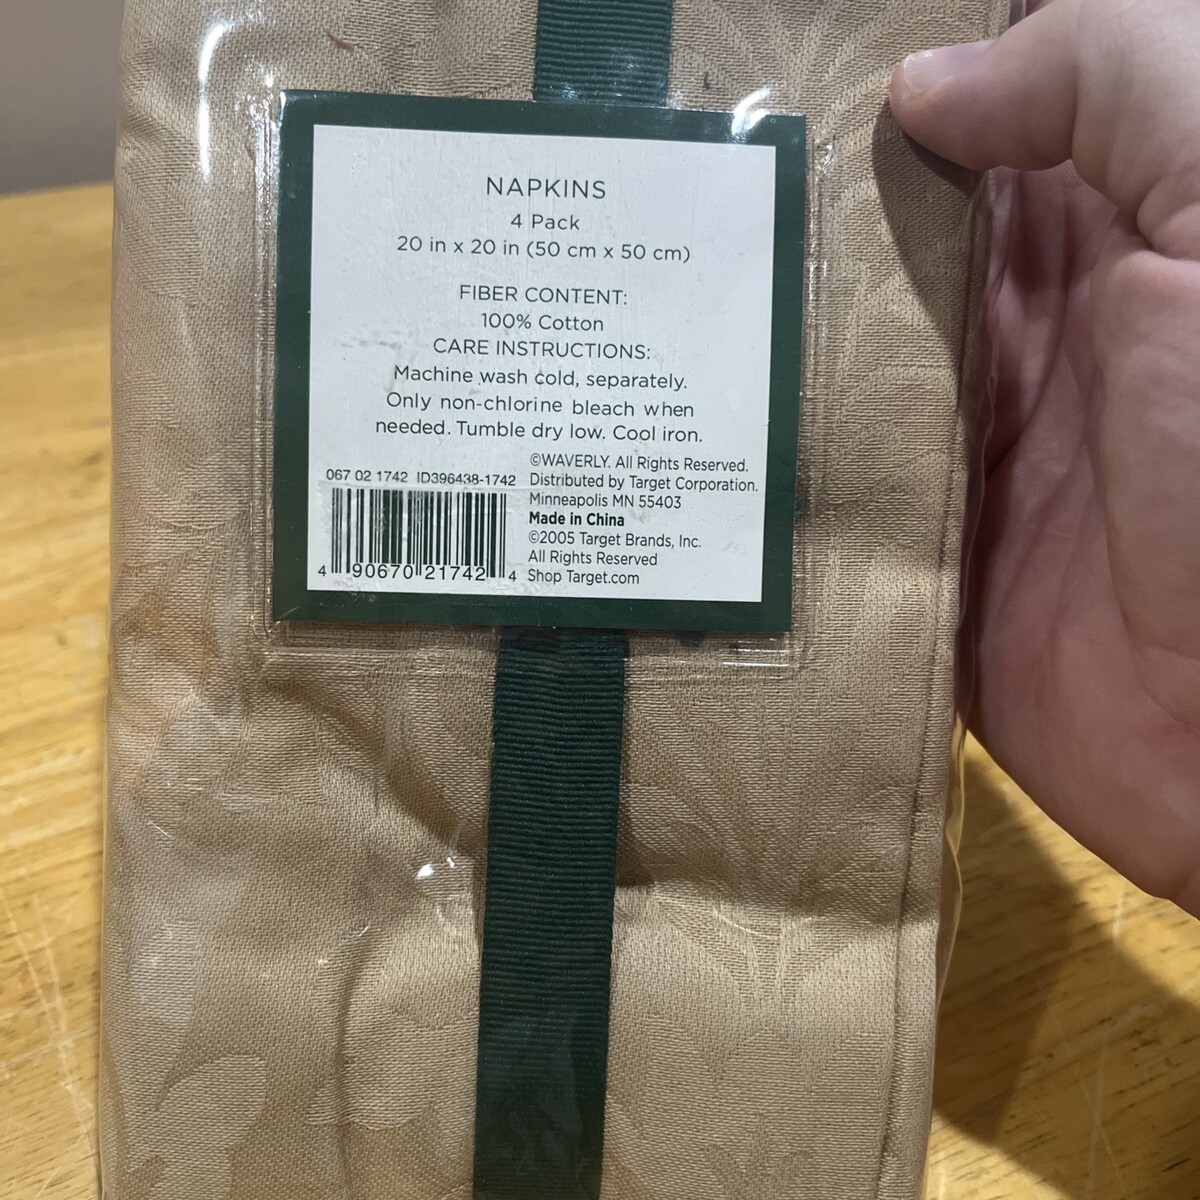 NAPKINS
4 Pack
20 in x 20 in (50 cm x 50 cm)
FIBER CONTENT:
100% Cotton
CARE INSTRUCTIONS:
Machine wash cold, separately.
Only non-chlorine bleach when
needed. Tumble dry low. Cool iron.
067 02 1742 ID396438-1742
4 90670 21742 4
©WAVERLY. All Rights Reserved.
Distributed by Target Corporation.
Minneapolis MN 55403
Made in China
©2005 Target Brands, Inc.
All Rights Reserved
Shop Target.com